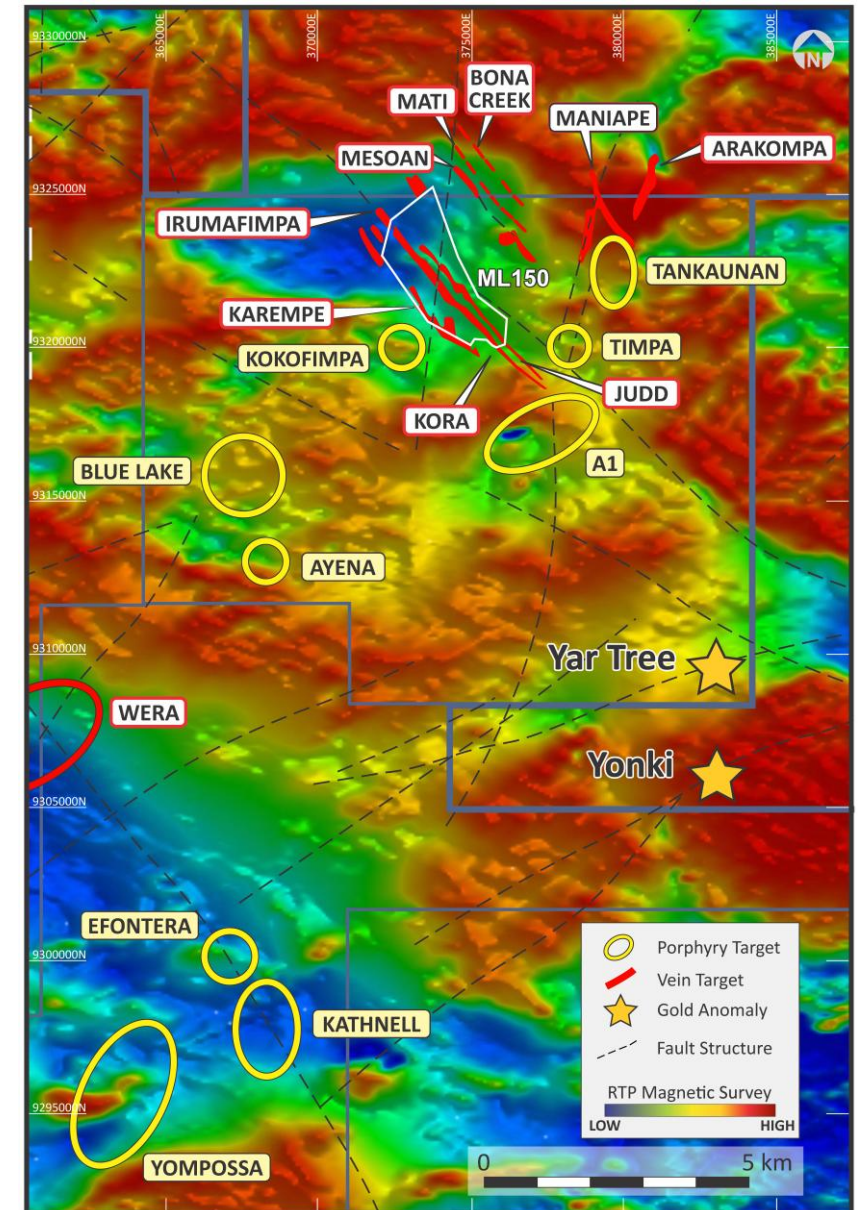 365000E
370000E
375000E
380000E
385000E
9330000N
N
BONA
CREEK
MATI
MANIAPE
MESOAN
ARAKOMPA
9325000N
IRUMAFIMPA
ML150
TANKAUNAN
KAREMPE
9320000N
KOKOFIMPA
TIMPA
JUDD
KORA
A1
BLUE LAKE
9315000N
AYENA
9310000N
Yar Tree
WERA
Yonki
9305000N
EFONTERA
9300000N
KATHNELL
9295000N
YOMPOSSA
Porphyry Target
Vein Target
Gold Anomaly
Fault Structure
RTP Magnetic Survey
LOW HIGH
0 5 km